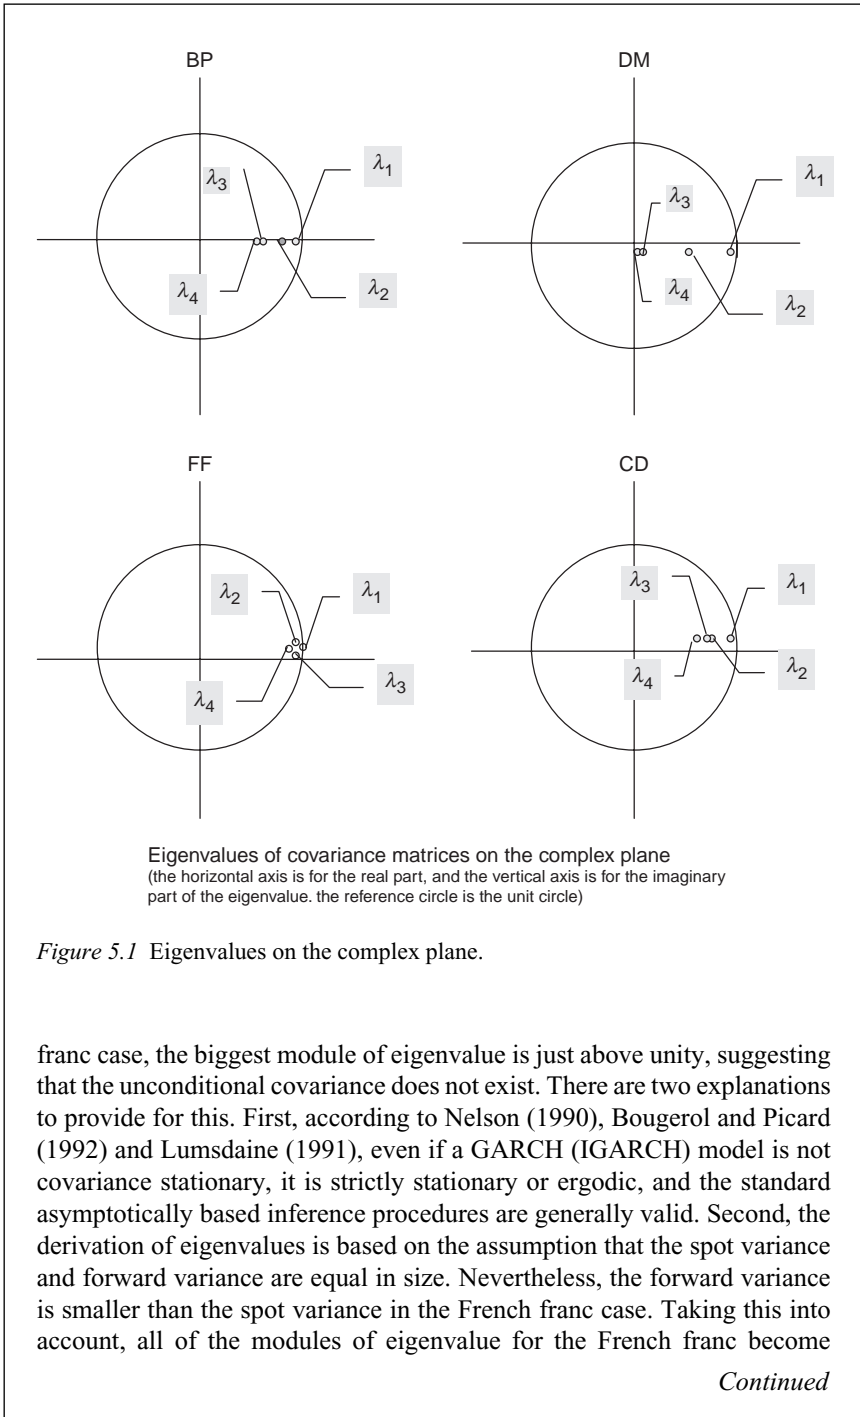 BP
DM
λ3
λ1
λ4
λ2
λ3
λ1
λ4
λ2
FF
CD
λ2
λ1
λ4
λ3
λ3
λ1
λ4
λ2
Eigenvalues of covariance matrices on the complex plane
(the horizontal axis is for the real part, and the vertical axis is for the imaginary
part of the eigenvalue. the reference circle is the unit circle)
Figure 5.1 Eigenvalues on the complex plane.
franc case, the biggest module of eigenvalue is just above unity, suggesting
that the unconditional covariance does not exist. There are two explanations
to provide for this. First, according to Nelson (1990), Bougerol and Picard
(1992) and Lumsdaine (1991), even if a GARCH (IGARCH) model is not
covariance stationary, it is strictly stationary or ergodic, and the standard
asymptotically based inference procedures are generally valid. Second, the
derivation of eigenvalues is based on the assumption that the spot variance
and forward variance are equal in size. Nevertheless, the forward variance
is smaller than the spot variance in the French franc case. Taking this into
account, all of the modules of eigenvalue for the French franc become
Continued